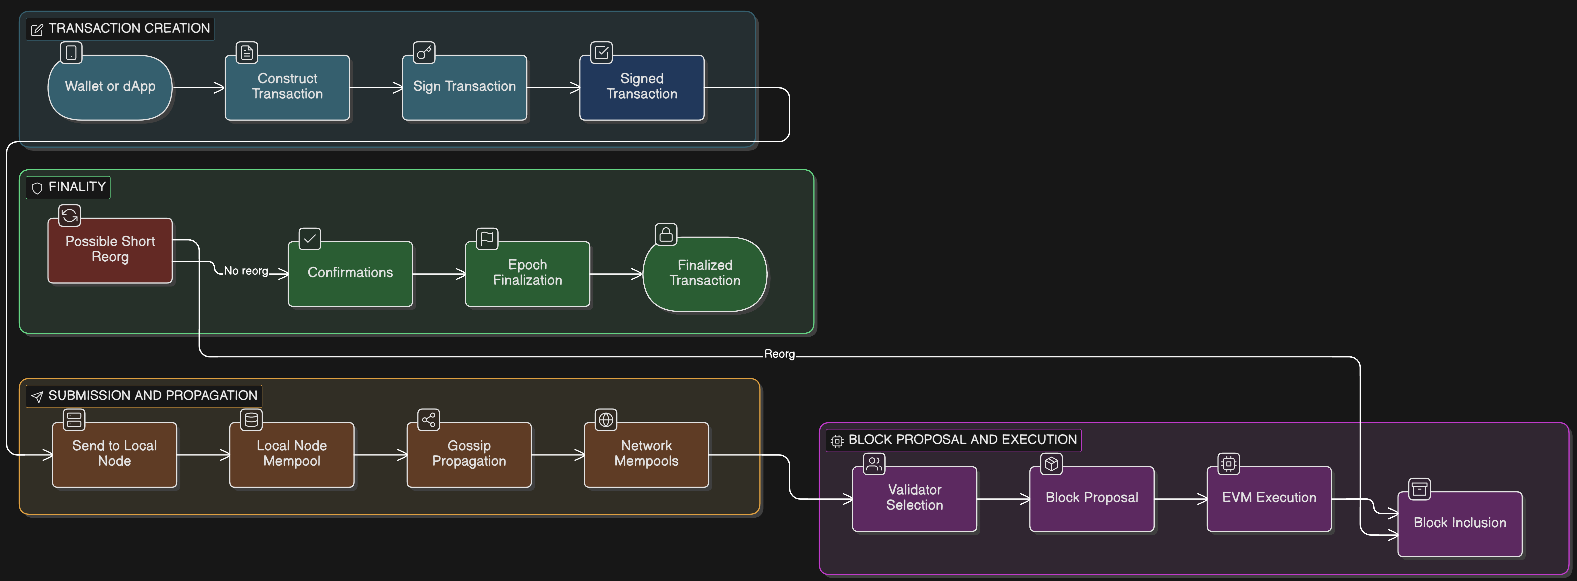 TRANSACTION CREATION
Wallet or dApp
Construct
Transaction
Sign Transaction
Signed
Transaction
FINALITY
Possible Short
Reorg
No reorg
Confirmations
Epoch
Finalization
Finalized
Transaction
Reorg
SUBMISSION AND PROPAGATION
Send to Local
Node
Local Node
Mempool
Gossip
Propagation
Network
Mempools
BLOCK PROPOSAL AND EXECUTION
Validator
Selection
Block Proposal
EVM Execution
Block Inclusion